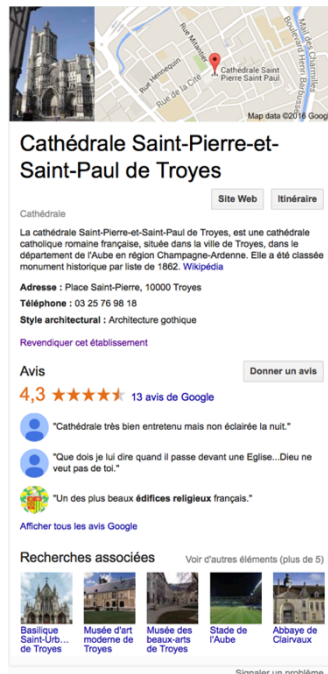 Mail des Charmilles
Boulevard Henri Barbusse
Rue Mitantier
Rue Hennequin
Cathédrale Saint
Pierre Saint Paul
Rue de la Cité
Map data ©2016 Googl
Cathédrale Saint-Pierre-et-
Saint-Paul de Troyes
Site Web
Itinéraire
Cathédrale
La cathédrale Saint-Pierre-et-Saint-Paul de Troyes, est une cathédrale
catholique romaine française, située dans la ville de Troyes, dans le
département de l'Aube en région Champagne-Ardenne. Elle a été classée
monument historique par liste de 1862. Wikipédia
Adresse : Place Saint-Pierre, 10000 Troyes
Téléphone : 03 25 76 98 18
Style architectural : Architecture gothique
Revendiquer cet établissement
Avis
Donner un avis
4,3 ★★★★★ 13 avis de Google
"Cathédrale très bien entretenu mais non éclairée la nuit."
"Que dois je lui dire quand il passe devant une Eglise...Dieu ne
veut pas de toi."
"Un des plus beaux édifices religieux français."
Afficher tous les avis Google
Recherches associées
Voir d'autres éléments (plus de 5)
Basilique
Saint-Urb...
de Troyes
Musée d'art
moderne de
Troyes
Musée des
beaux-arts
de Troyes
Stade de
l'Aube
Abbaye de
Clairvaux
Signaler un problème